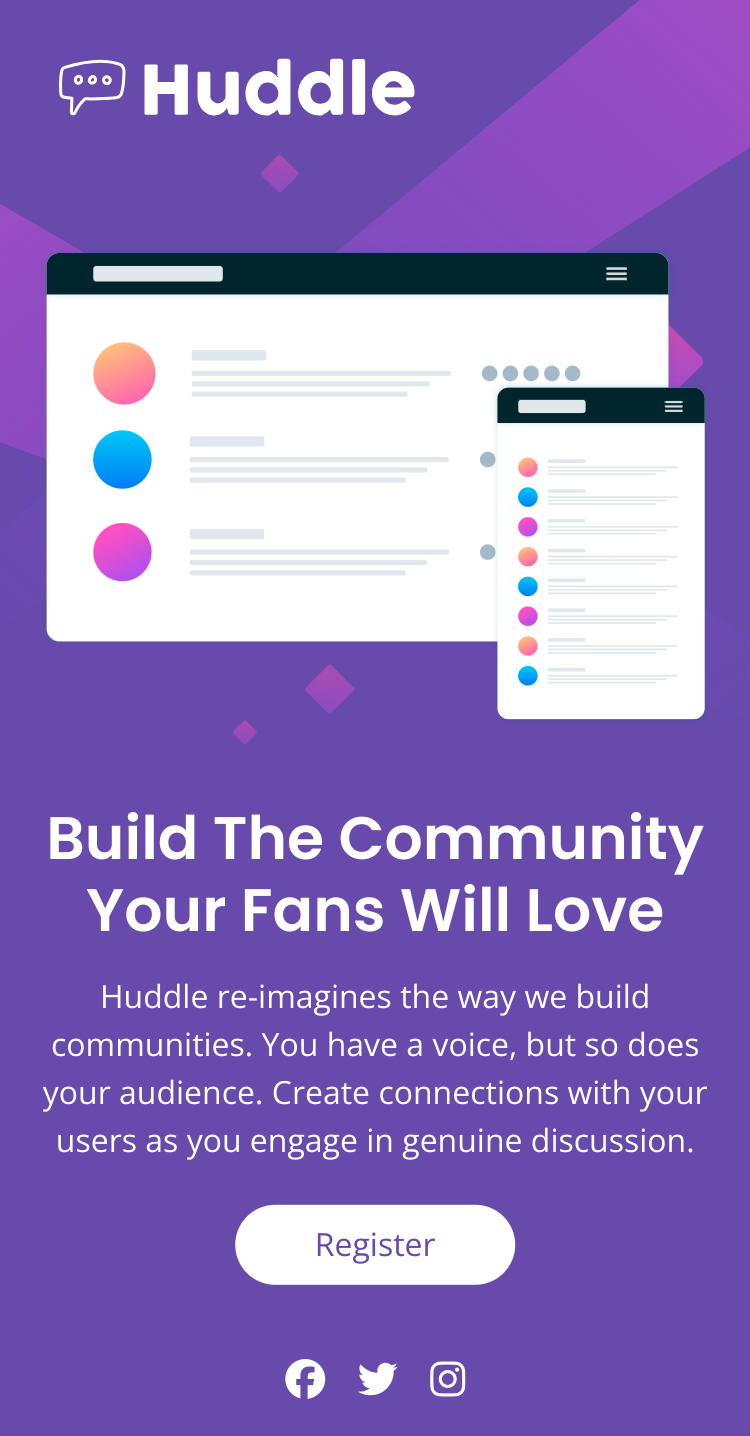 Huddle
Build The Community
Your Fans Will Love
Huddle re-imagines the way we build
communities. You have a voice, but so does
your audience. Create connections with your
users as you engage in genuine discussion.
Register